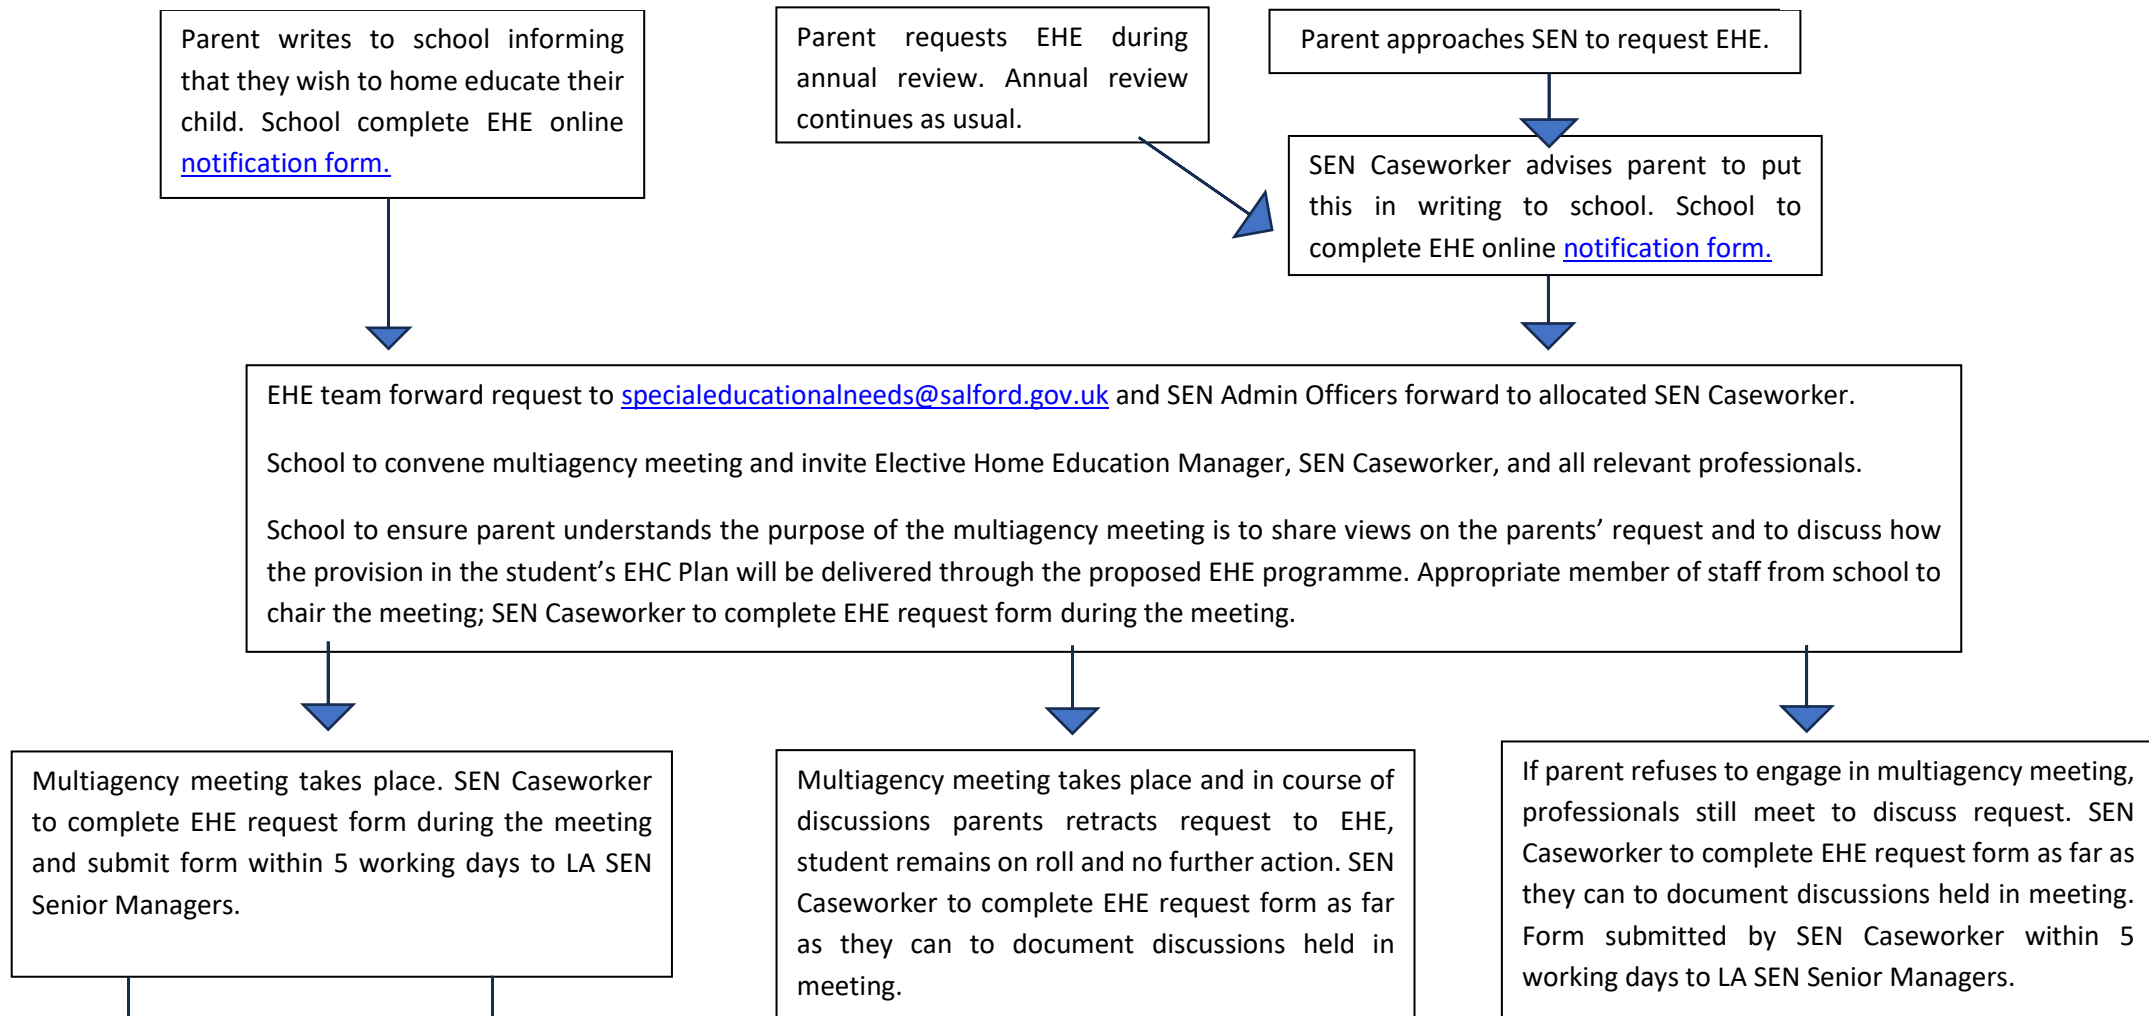 Parent writes to school informing
that they wish to home educate their
child. School complete EHE online
notification form.
Parent requests EHE during
annual review. Annual review
continues as usual.
Parent approaches SEN to request EHE.
SEN Caseworker advises parent to put
this in writing to school. School to
complete EHE online notification form.
EHE team forward request to specialeducationalneeds@salford.gov.uk and SEN Admin Officers forward to allocated SEN Caseworker.
School to convene multiagency meeting and invite Elective Home Education Manager, SEN Caseworker, and all relevant professionals.
School to ensure parent understands the purpose of the multiagency meeting is to share views on the parents’ request and to discuss how
the provision in the student’s EHC Plan will be delivered through the proposed EHE programme. Appropriate member of staff from school to
chair the meeting; SEN Caseworker to complete EHE request form during the meeting.
Multiagency meeting takes place. SEN Caseworker
to complete EHE request form during the meeting
and submit form within 5 working days to LA SEN
Senior Managers.
Multiagency meeting takes place and in course of
discussions parents retracts request to EHE,
student remains on roll and no further action. SEN
Caseworker to complete EHE request form as far
as they can to document discussions held in
meeting.
If parent refuses to engage in multiagency meeting,
professionals still meet to discuss request. SEN
Caseworker to complete EHE request form as far as
they can to document discussions held in meeting.
Form submitted by SEN Caseworker within 5
working days to LA SEN Senior Managers.